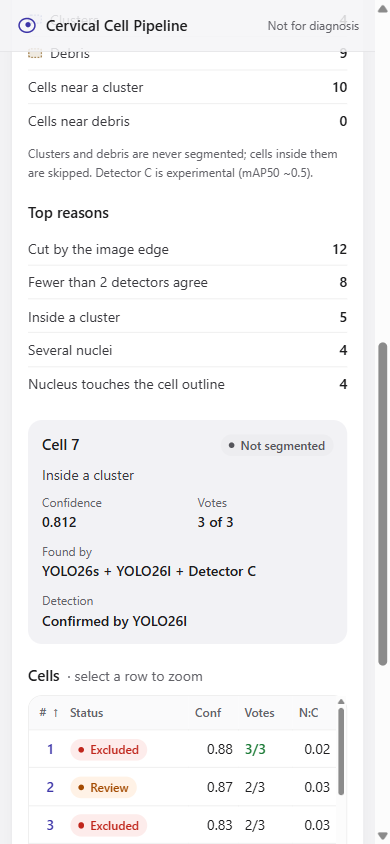 Cervical Cell Pipeline
Not for diagnosis
Clusters 4
Debris 9
Cells near a cluster 10
Cells near debris 0
Clusters and debris are never segmented; cells inside them
are skipped. Detector C is experimental (mAP50 ~0.5).
Top reasons
Cut by the image edge 12
Fewer than 2 detectors agree 8
Inside a cluster 5
Several nuclei 4
Nucleus touches the cell outline 4
Cell 7
Not segmented
Inside a cluster
Confidence Votes
0.812 3 of 3
Found by
YOLO26s + YOLO26l + Detector C
Detection
Confirmed by YOLO26l
Cells · select a row to zoom
# ↑ Status Conf Votes N:C
1 Excluded 0.88 3/3 0.02
2 Review 0.87 2/3 0.03
3 Excluded 0.83 2/3 0.03